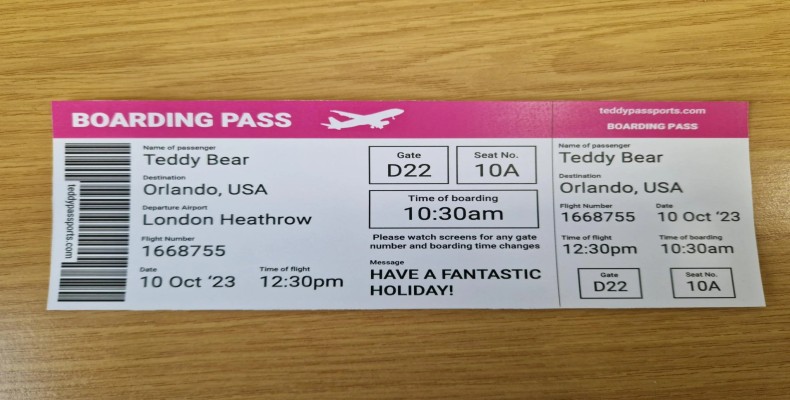 BOARDING PASS
teddypassports.com
Name of passenger
Teddy Bear
Destination
Orlando, USA
Departure Airport
London Heathrow
Flight Number
1668755
Date Time of flight
10 Oct ‘23 12:30pm
Gate Seat No.
D22 10A
Time of boarding
10:30am
Please watch screens for any gate
number and boarding time changes
Message
HAVE A FANTASTIC
HOLIDAY!
teddypassports.com
BOARDING PASS
Name of passenger
Teddy Bear
Destination
Orlando, USA
Flight Number Date
1668755 10 Oct ‘23
Time of flight Time of boarding
12:30pm 10:30am
Gate Seat No.
D22 10A